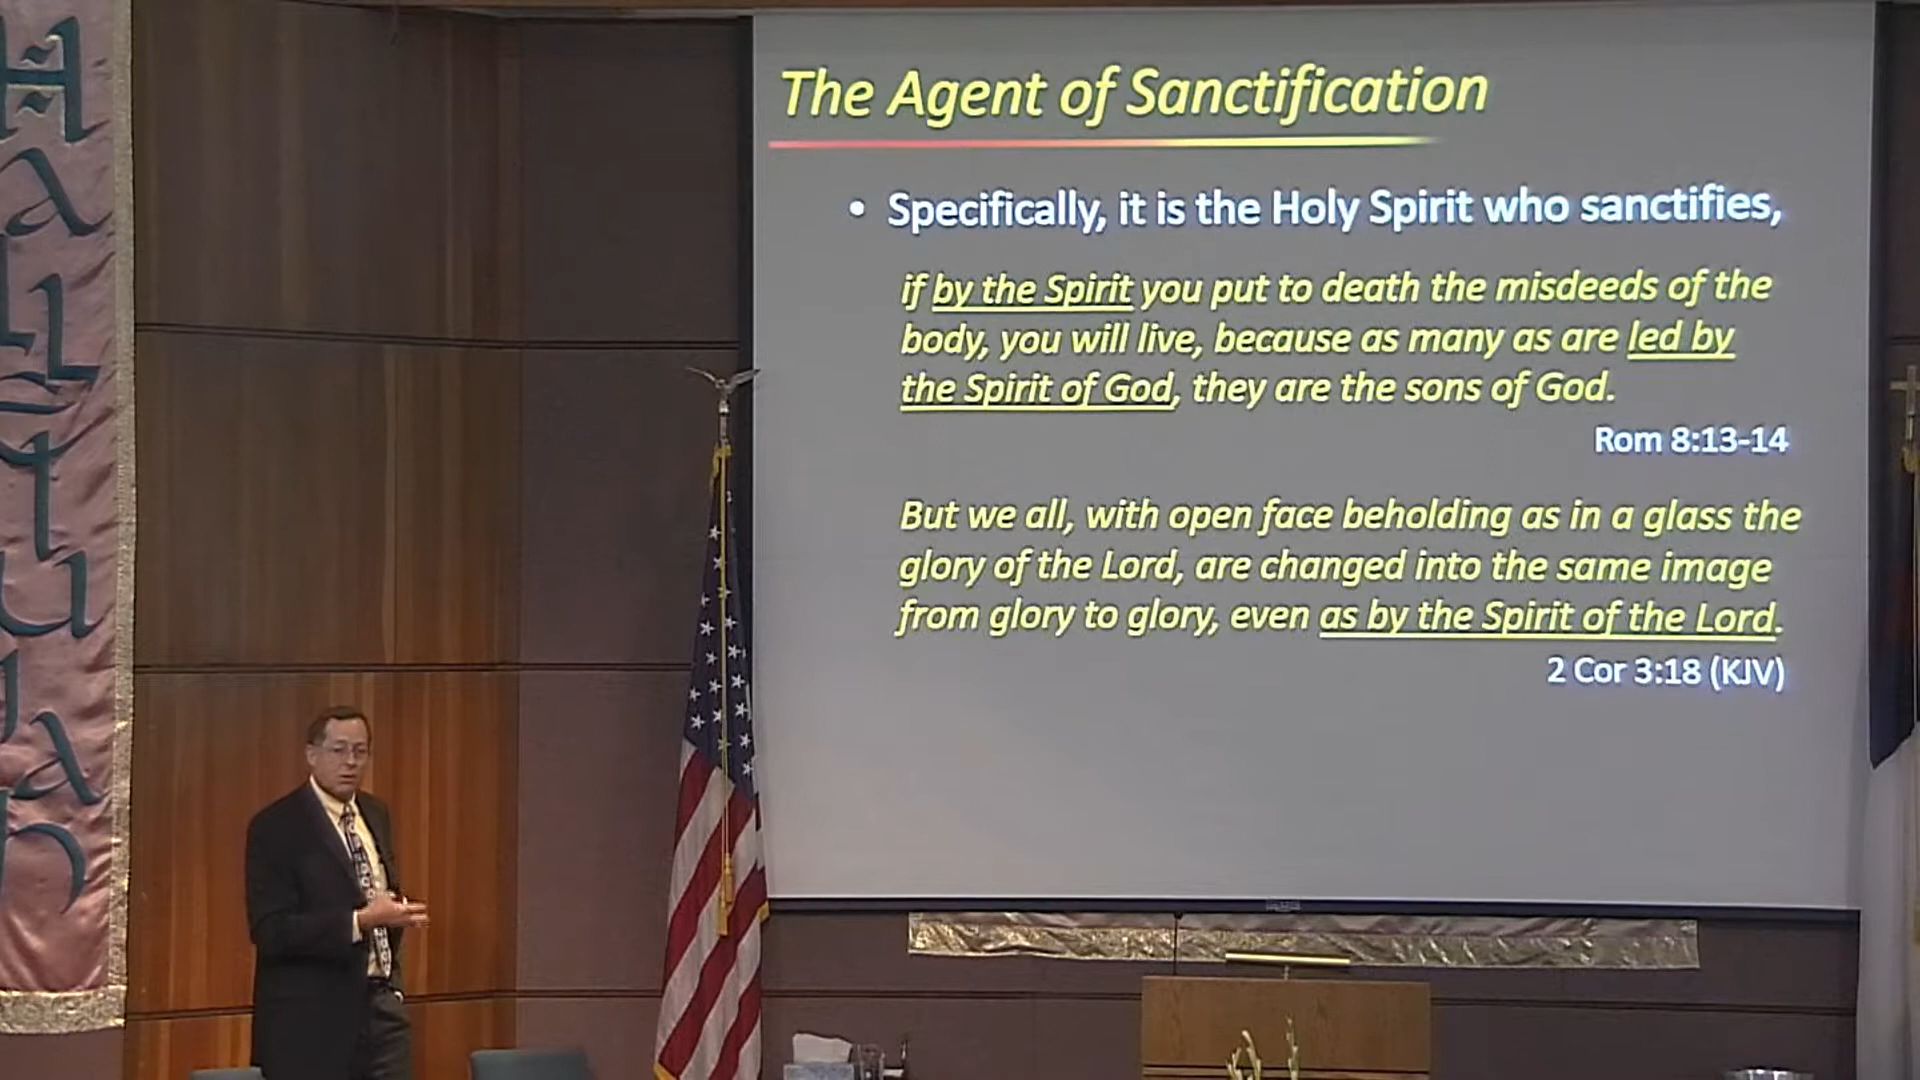 Hallelujah
The Agent of Sanctification
• Specifically, it is the Holy Spirit who sanctifies,
if by the Spirit you put to death the misdeeds of the
body, you will live, because as many as are led by
the Spirit of God, they are the sons of God.
Rom 8:13-14
But we all, with open face beholding as in a glass the
glory of the Lord, are changed into the same image
from glory to glory, even as by the Spirit of the Lord.
2 Cor 3:18 (KJV)